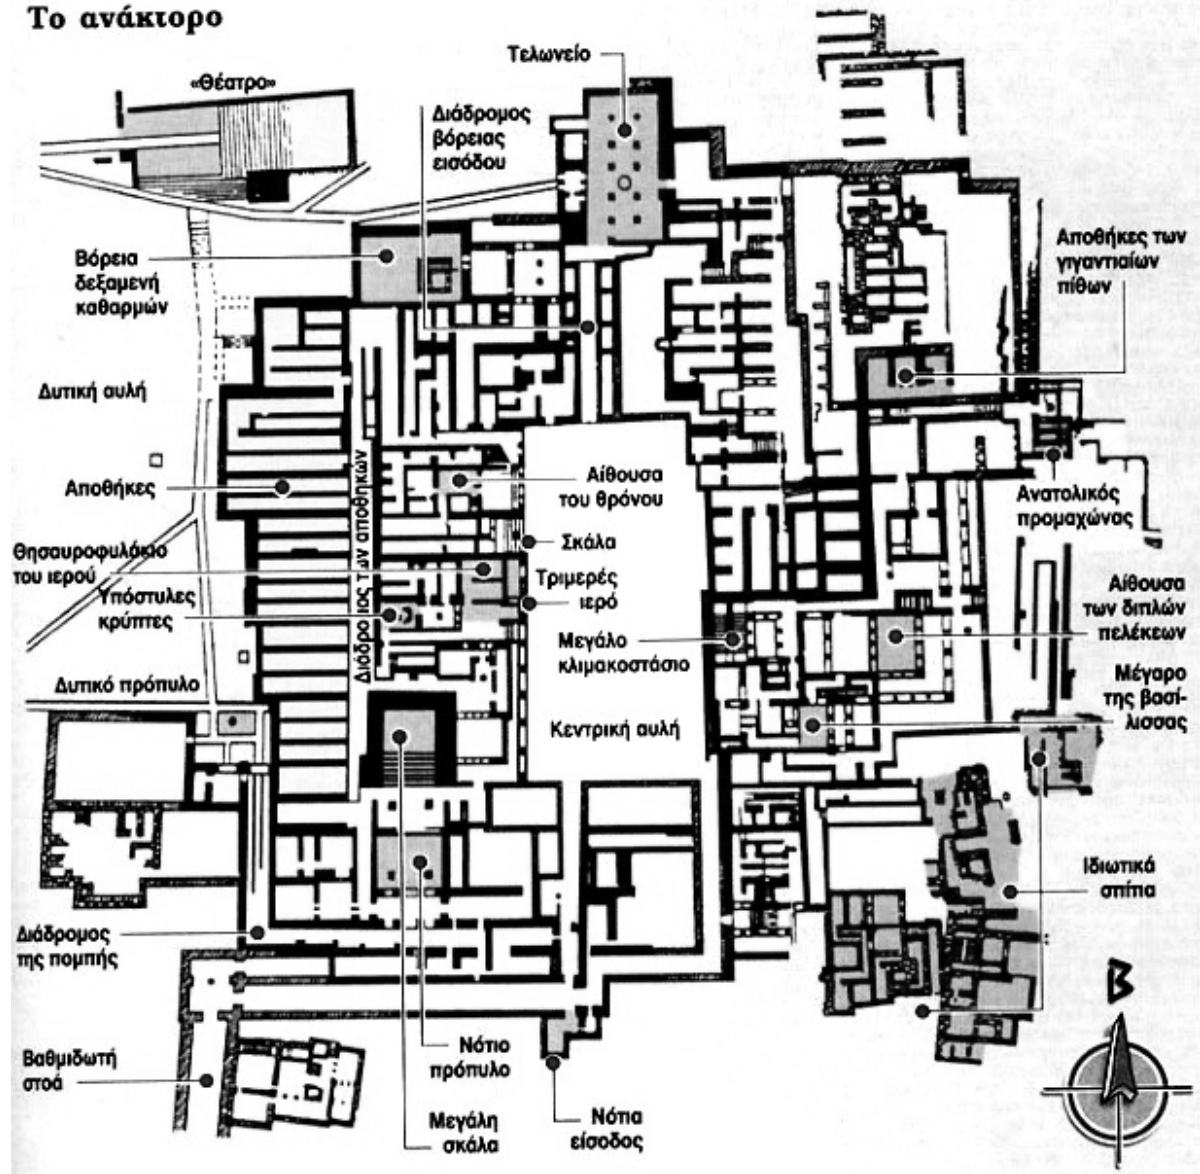 Το ανάκτορο
«Θέατρο»
Τελωνείο
Διάδρομος
βόρειας
εισόδου
Βόρεια
δεξαμενή
καθαρμών
Αποθήκες των
γιγαντιαίων
πίθων
Δυτική αυλή
Αποθήκες
Διάδρομος των αποθηκών
Αίθουσα
του θρόνου
Ανατολικός
προμαχώνας
Θησαυροφυλάκιο
του ιερού
Σκάλα
Τριμερές
ιερό
Υπόστυλες
κρύπτες
Αίθουσα
των διπλών
πελέκεων
Μεγάλο
κλιμακοστάσιο
Δυτικό πρόπυλο
Μέγαρο
της βασί-
λισσας
Κεντρική αυλή
Ιδιωτικά
σπίτια
Διάδρομος
της πομπής
Β
Βαθμιδωτή
στοά
Νότιο
πρόπυλο
Μεγάλη
σκάλα
Νότια
είσοδος